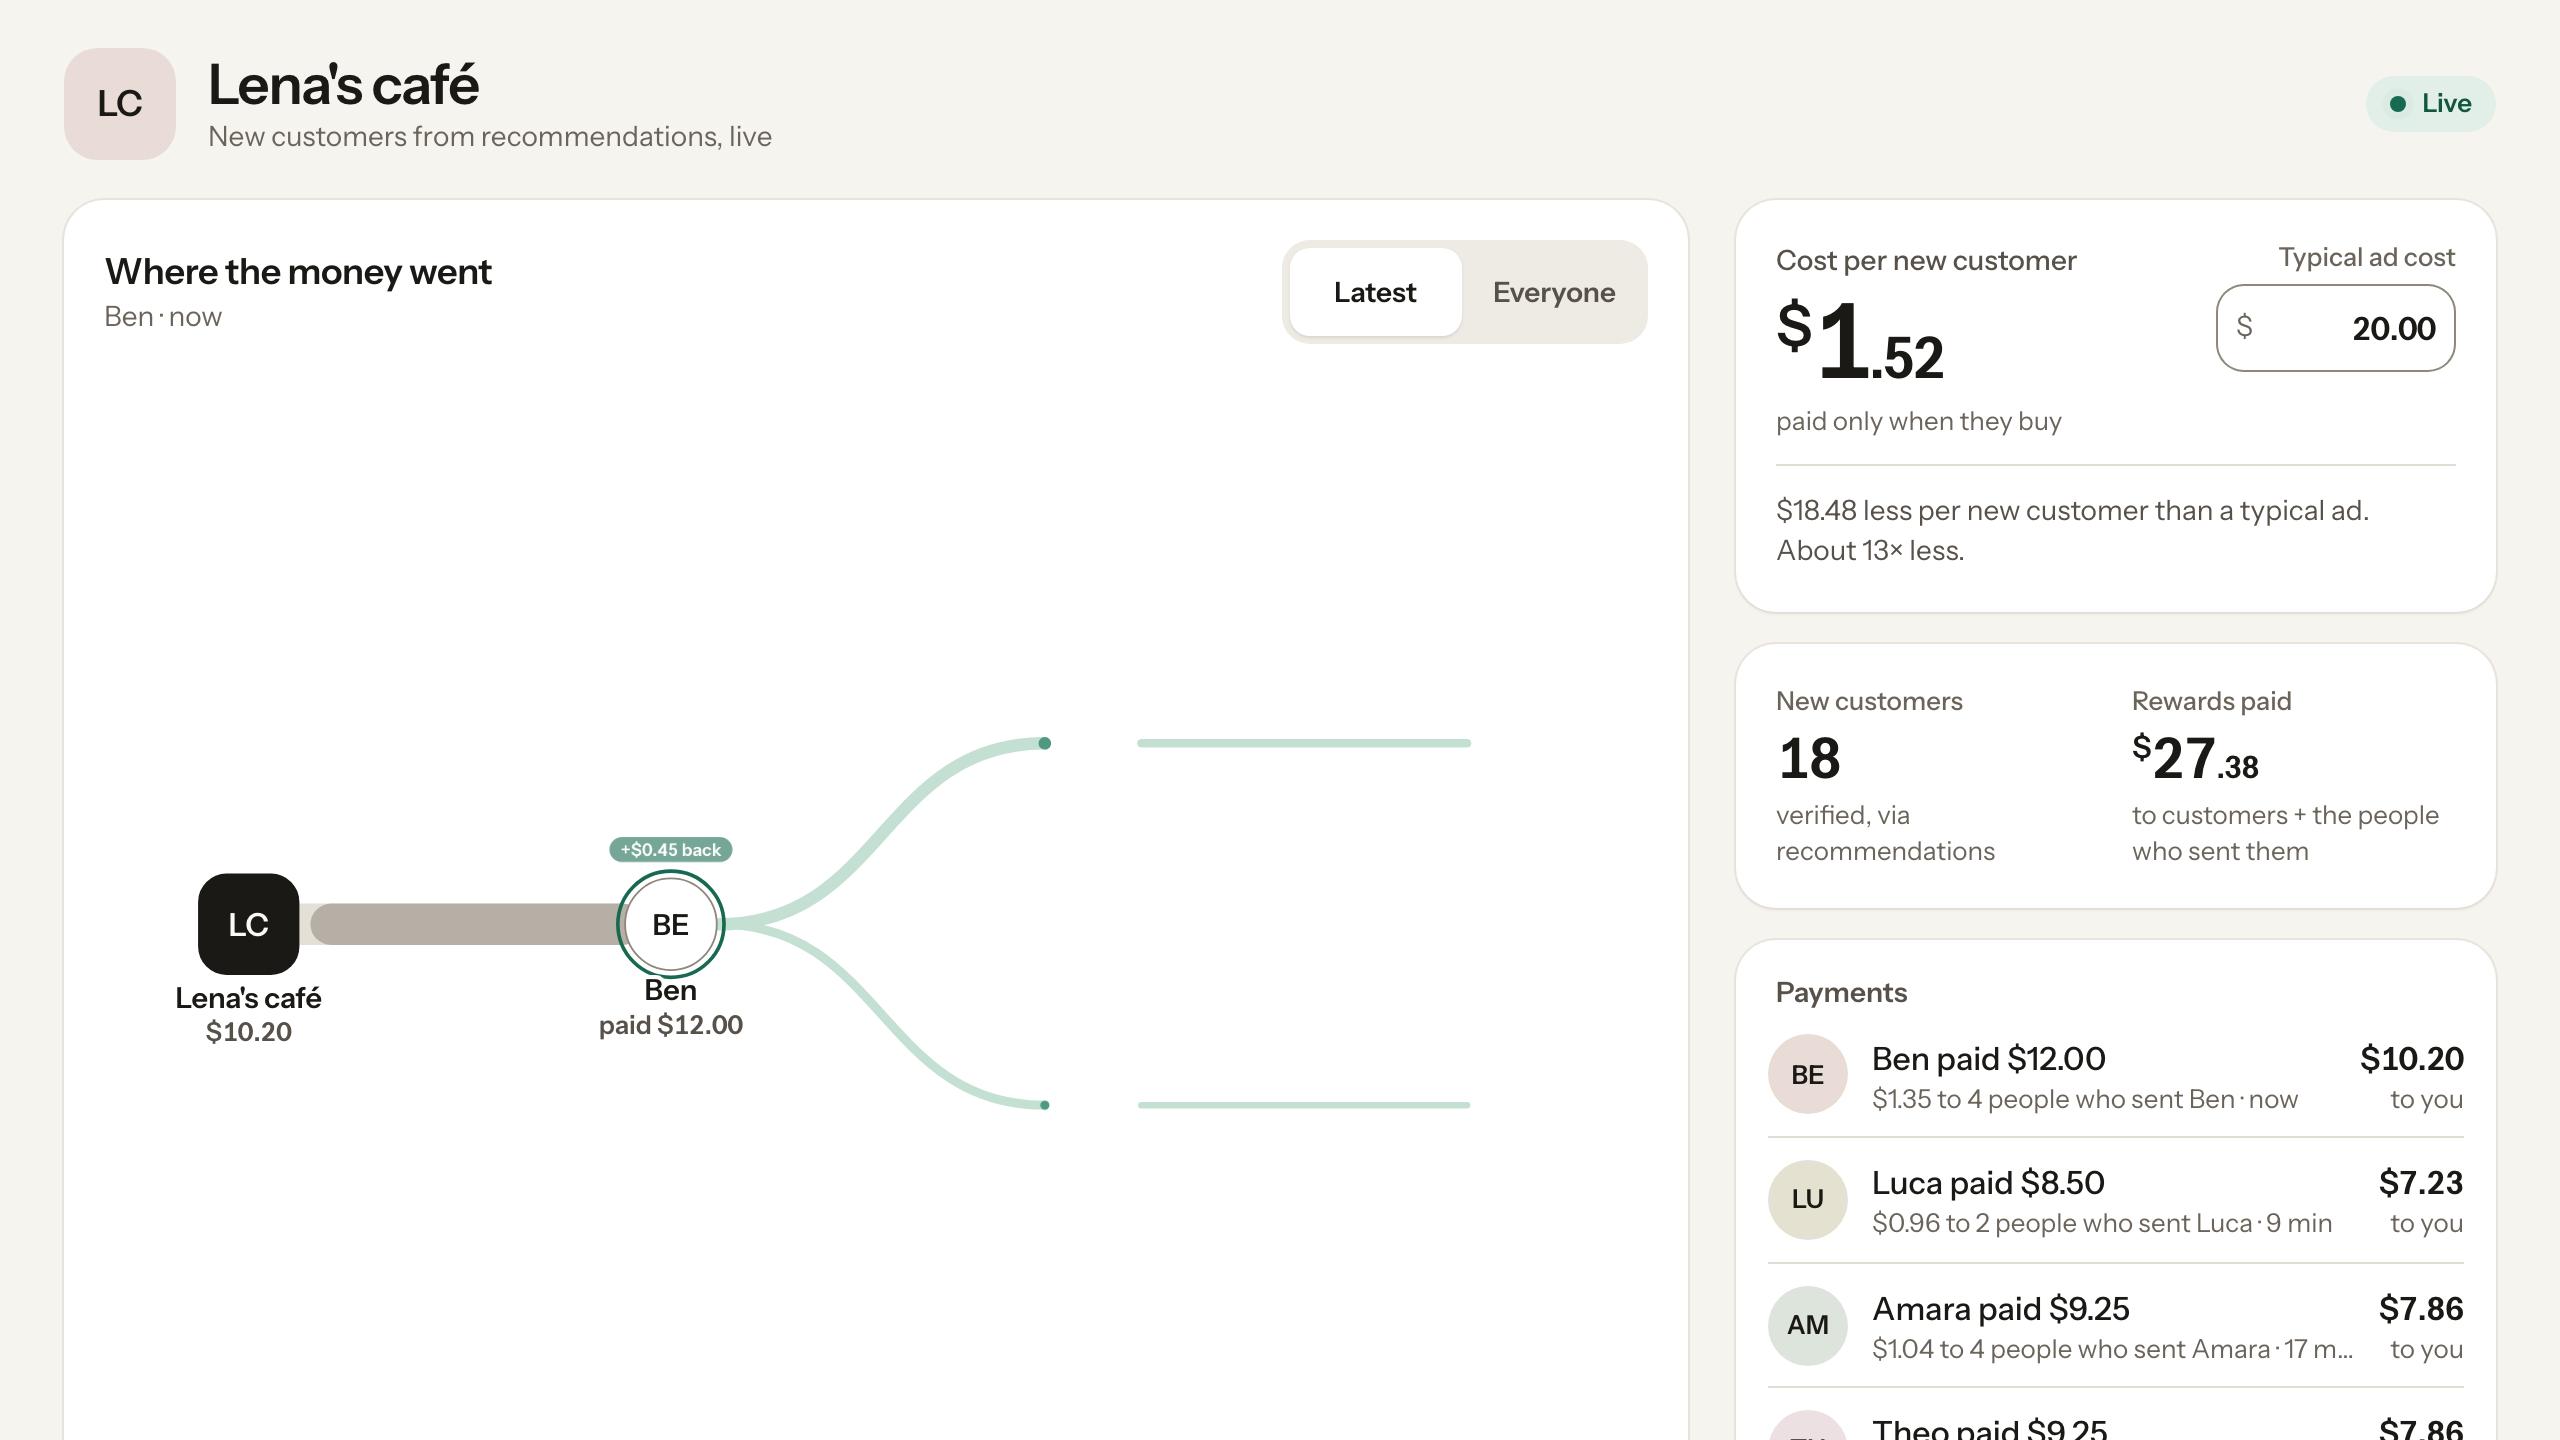 LC
Lena's café
New customers from recommendations, live
Live
Where the money went
Ben · now
Latest
Everyone
+$0.45 back
LC
BE
Lena's café
$10.20
Ben
paid $12.00
Cost per new customer
$1.52
paid only when they buy
Typical ad cost
$ 20.00
$18.48 less per new customer than a typical ad.
About 13× less.
New customers
18
verified, via
recommendations
Rewards paid
$27.38
to customers + the people
who sent them
Payments
BE
Ben paid $12.00
$1.35 to 4 people who sent Ben · now
$10.20
to you
LU
Luca paid $8.50
$0.96 to 2 people who sent Luca · 9 min
$7.23
to you
AM
Amara paid $9.25
$1.04 to 4 people who sent Amara · 17 m...
$7.86
to you
Theo paid $9.25
$7.86